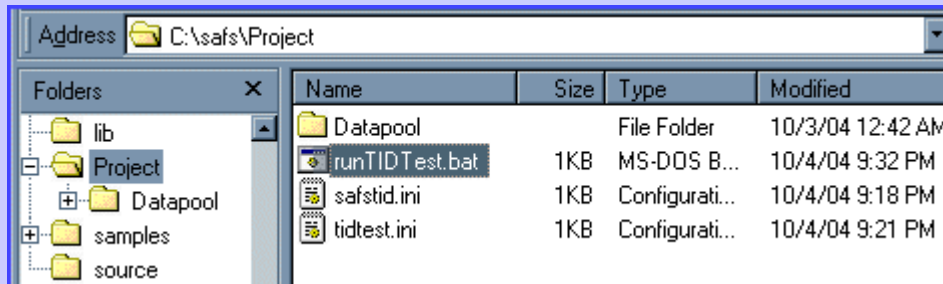 Address C:\safs\Project
Folders × Name Size Type Modified
lib Datapool File Folder 10/3/04 12:42 AM
Project runTIDTest.bat 1KB MS-DOS B... 10/4/04 9:32 PM
Datapool safstid.ini 1KB Configurati... 10/4/04 9:18 PM
samples tidtest.ini 1KB Configurati... 10/4/04 9:21 PM
source